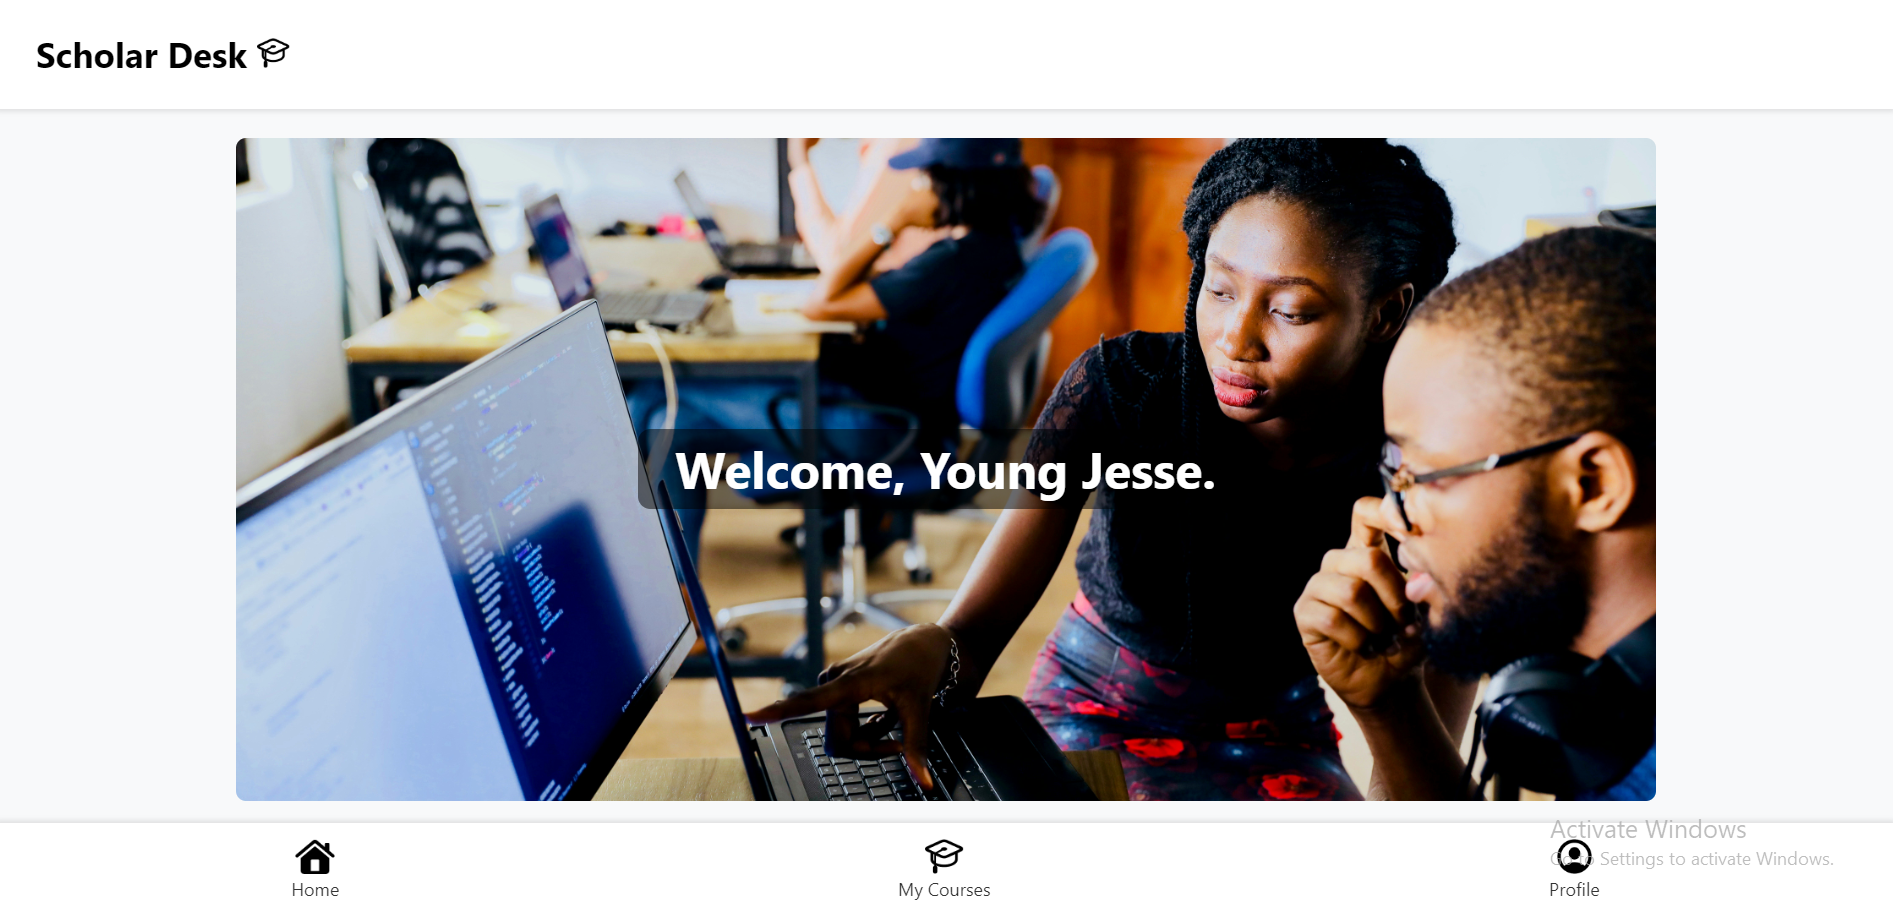 Scholar Desk
Welcome, Young Jesse.
Activate Windows
Go to Settings to activate Windows.
Home
My Courses
Profile